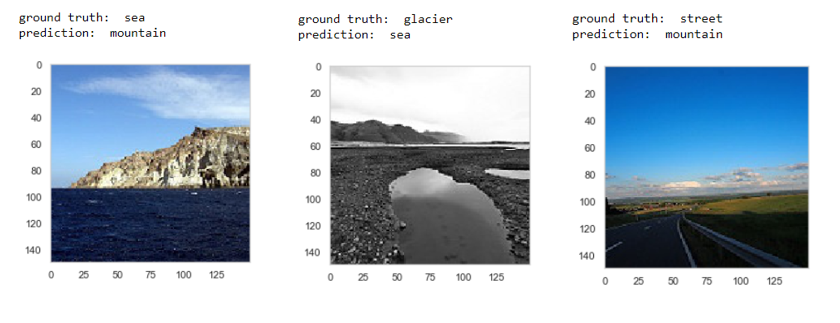 ground truth:  sea
prediction:  mountain
0
20
40
60
80
100
120
140
0 25 50 75 100 125
ground truth:  glacier
prediction:  sea
0
20
40
60
80
100
120
140
0 25 50 75 100 125
ground truth:  street
prediction:  mountain
0
20
40
60
80
100
120
140
0 25 50 75 100 125